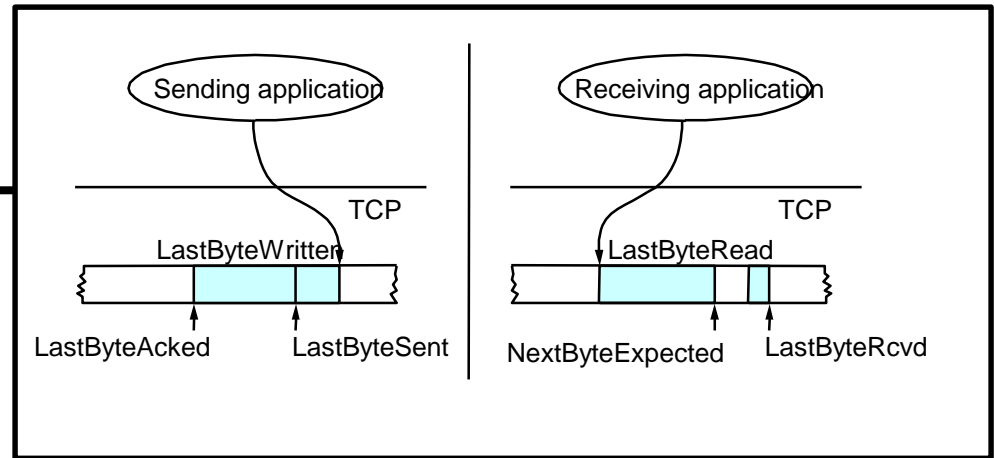 Sending application
TCP
LastByteWritten
LastByteAcked
LastByteSent
Receiving application
TCP
LastByteRead
NextByteExpected
LastByteRcvd